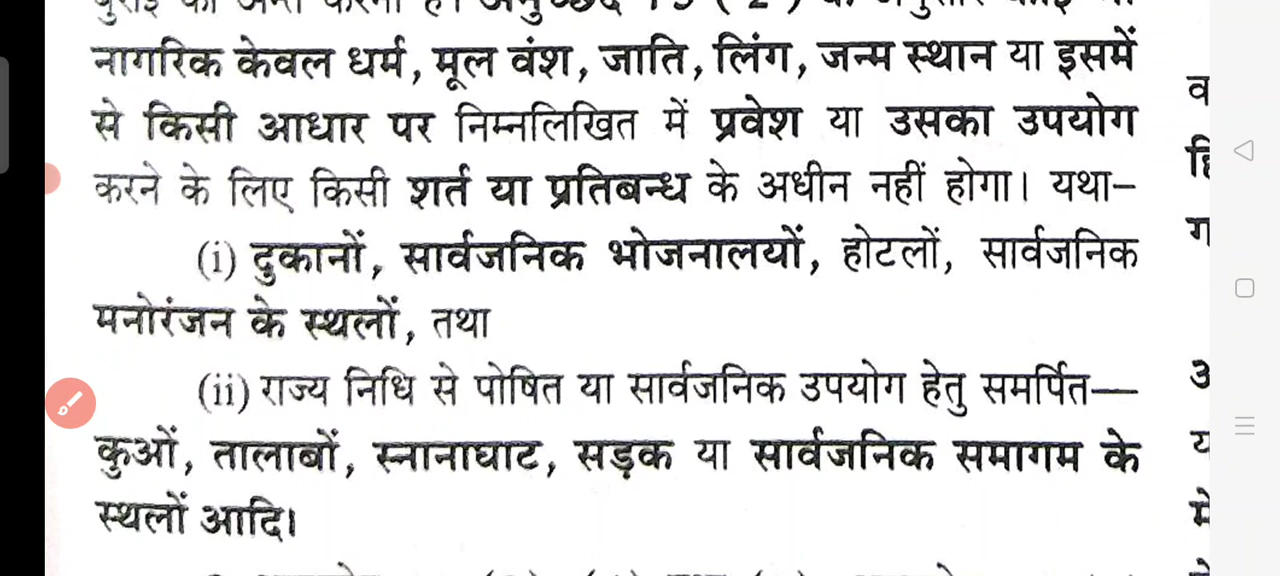 नागरिक केवल धर्म, मूल वंश, जाति, लिंग, जन्म स्थान या इसमें
से किसी आधार पर निम्नलिखित में प्रवेश या उसका उपयोग
करने के लिए किसी शर्त या प्रतिबन्ध के अधीन नहीं होगा। यथा–
(i) दुकानों, सार्वजनिक भोजनालयों, होटलों, सार्वजनिक
मनोरंजन के स्थलों, तथा
(ii) राज्य निधि से पोषित या सार्वजनिक उपयोग हेतु समर्पित—
कुओं, तालाबों, स्नानाघाट, सड़क या सार्वजनिक समागम के
स्थलों आदि।